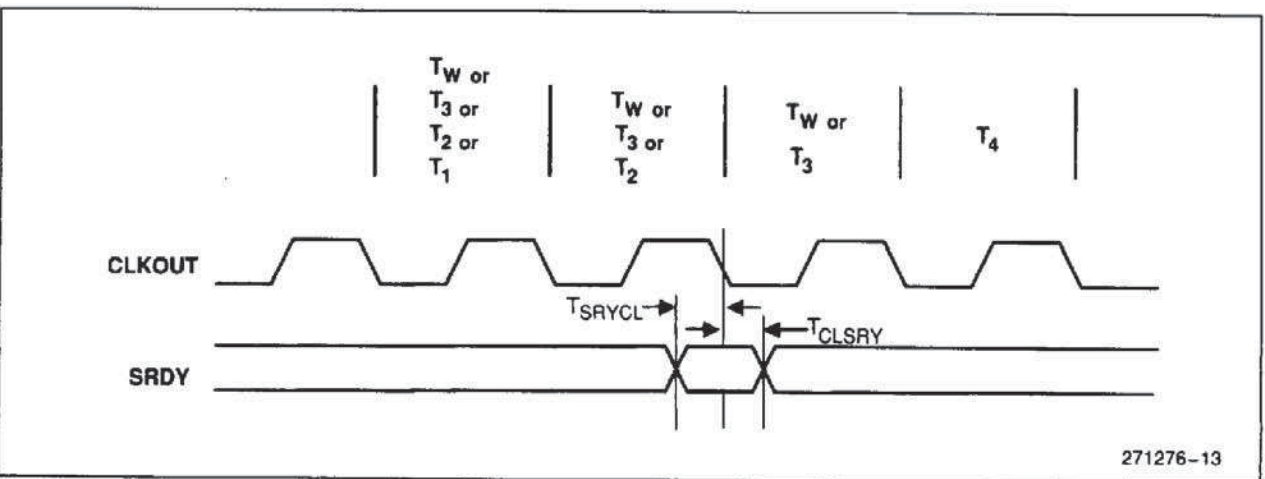 TW or
T3 or
T2 or
T1
TW or
T3 or
T2
TW or
T3
T4
CLKOUT
TSRYCL
TCLSRY
SRDY
271276-13